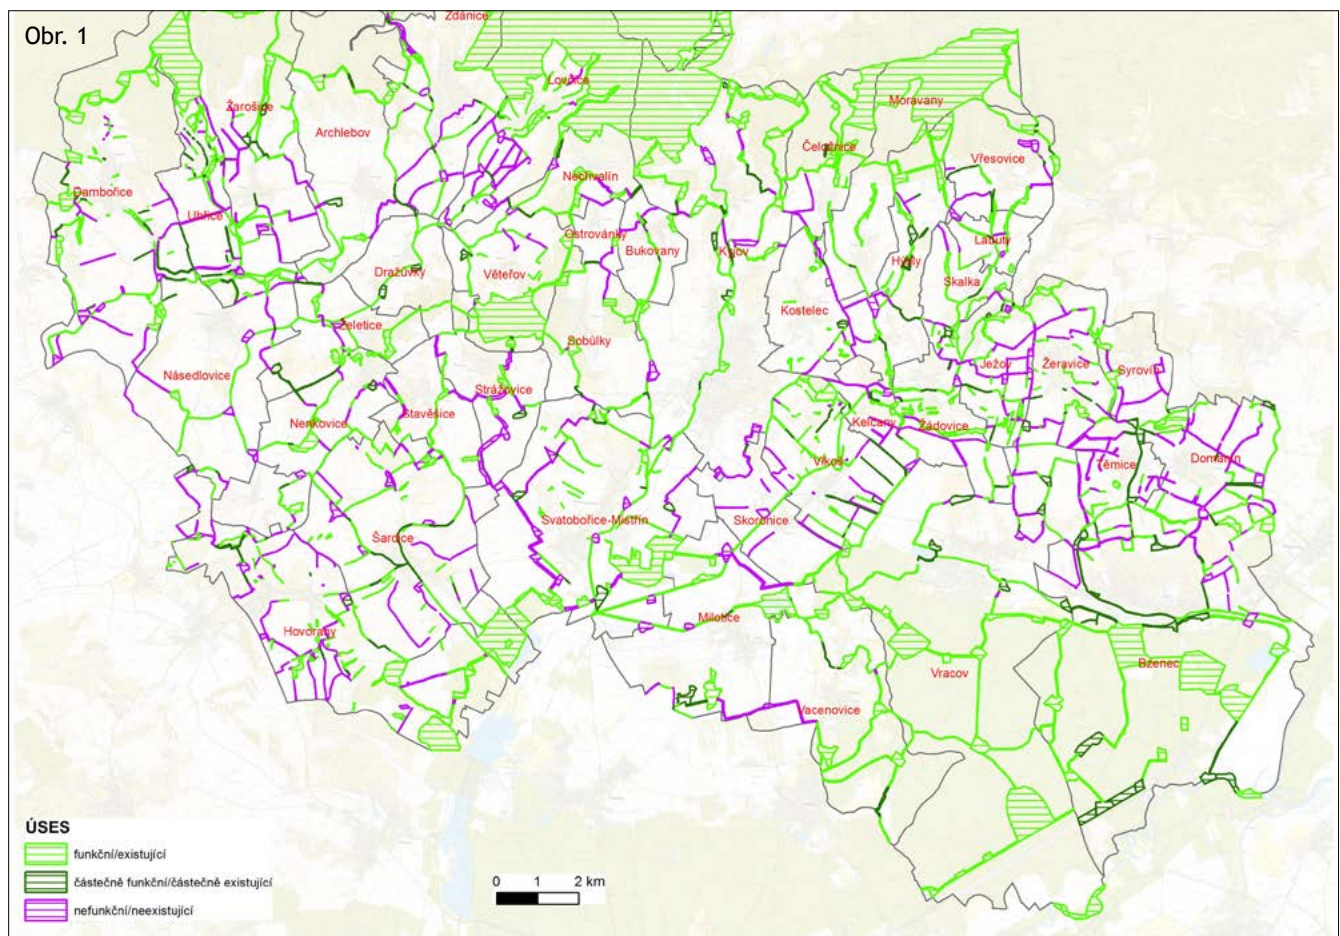 Obr. 1
Ždánice
Lovčice
Moravany
Žarošice
Archlebov
Čeložnice
Vřesovice
Nechvalín
Dambořice
Uhřice
Ostrovánky
Bukovany
Kyjov
Labuty
Hýsly
Skalka
Dražůvky
Věteřov
Kostelec
Želetice
Sobůlky
Násedlovice
Ježov
Žeravice
Syrovín
Strážovice
Stavěšice
Nenkovice
Kelčany
Žádovice
Vlkoš
Těmice
Domanín
Svatobořice-Mistřín
Skoronice
Šardice
Hovorany
Milotice
Vracov
Bzenec
Vacenovice
ÚSES
funkční/existující
částečně funkční/částečně existující
nefunkční/neexistující
0 1 2 km